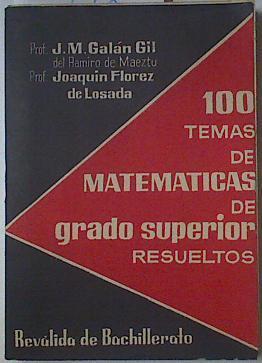 Prof. J. M. Galán Gil
del Ramiro de Maeztu
Prof. Joaquin Florez
de Losada
100
TEMAS
DE
MATEMATICAS
DE
grado superior
RESUELTOS
Reválida de Bachillerato